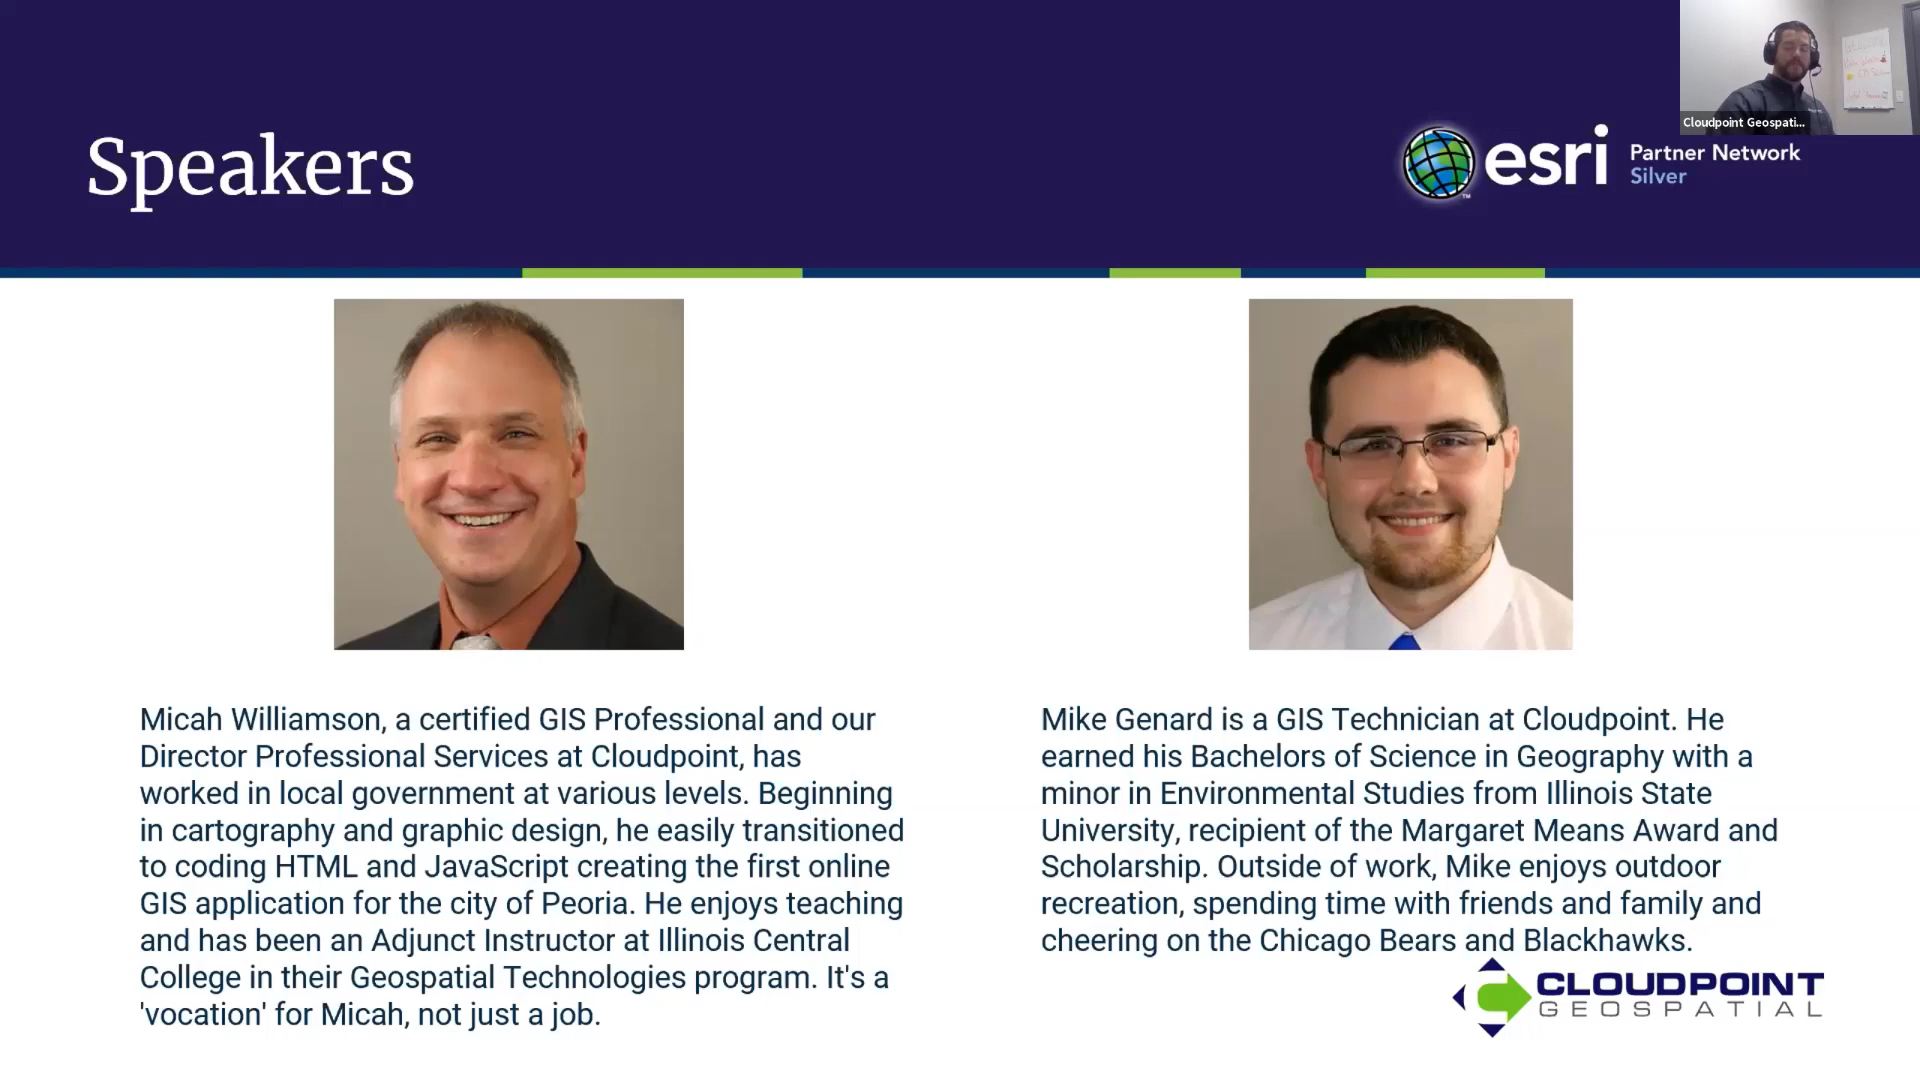 Cloudpoint Geospati...
Speakers
esri Partner Network
Silver
Micah Williamson, a certified GIS Professional and our
Director Professional Services at Cloudpoint, has
worked in local government at various levels. Beginning
in cartography and graphic design, he easily transitioned
to coding HTML and JavaScript creating the first online
GIS application for the city of Peoria. He enjoys teaching
and has been an Adjunct Instructor at Illinois Central
College in their Geospatial Technologies program. It's a
'vocation' for Micah, not just a job.
Mike Genard is a GIS Technician at Cloudpoint. He
earned his Bachelors of Science in Geography with a
minor in Environmental Studies from Illinois State
University, recipient of the Margaret Means Award and
Scholarship. Outside of work, Mike enjoys outdoor
recreation, spending time with friends and family and
cheering on the Chicago Bears and Blackhawks.
CLOUDPOINT
GEOSPATIAL